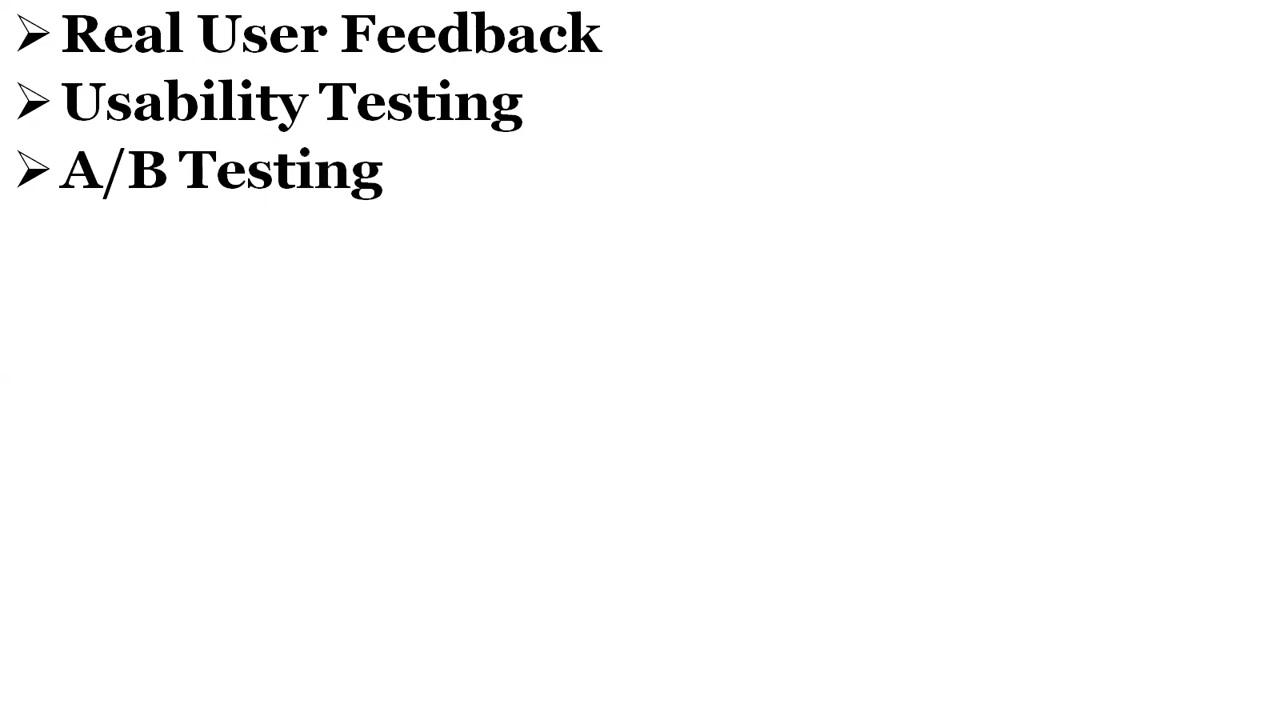 ➢ Real User Feedback
➢ Usability Testing
➢ A/B Testing